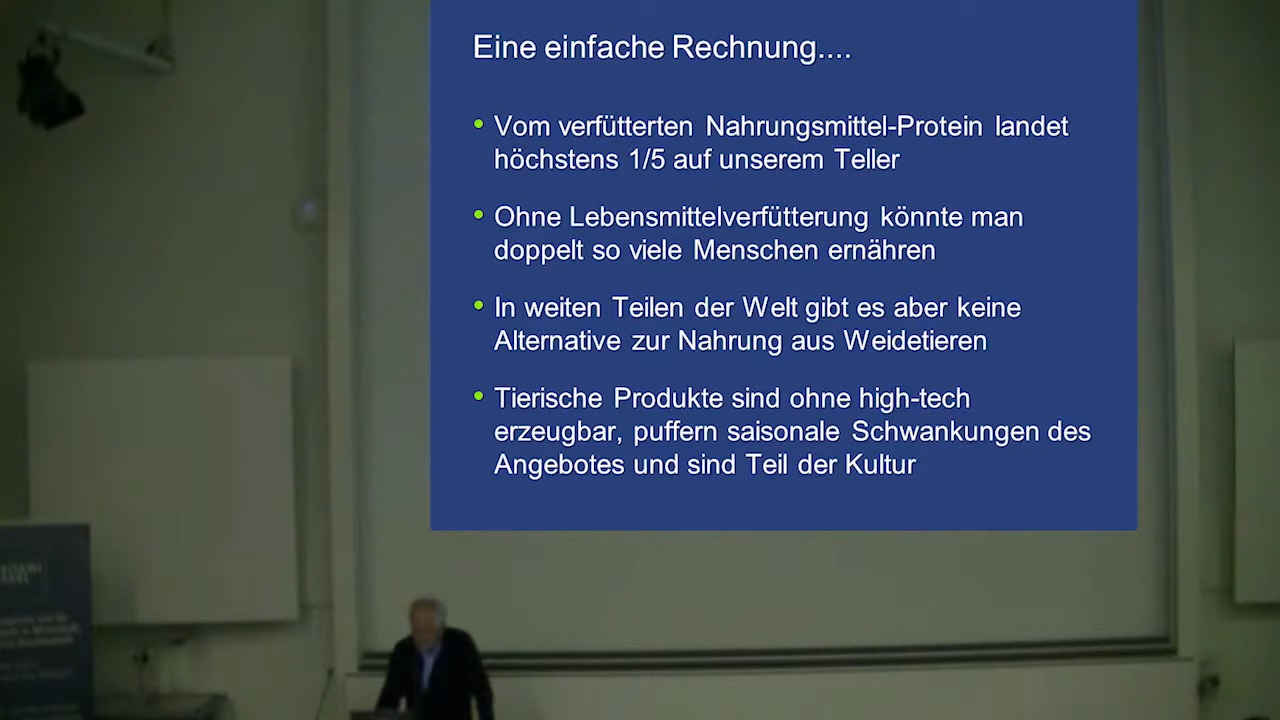 Eine einfache Rechnung....
• Vom verfütterten Nahrungsmittel-Protein landet
höchstens 1/5 auf unserem Teller
• Ohne Lebensmittelverfütterung könnte man
doppelt so viele Menschen ernähren
• In weiten Teilen der Welt gibt es aber keine
Alternative zur Nahrung aus Weidetieren
• Tierische Produkte sind ohne high-tech
erzeugbar, puffern saisonale Schwankungen des
Angebotes und sind Teil der Kultur